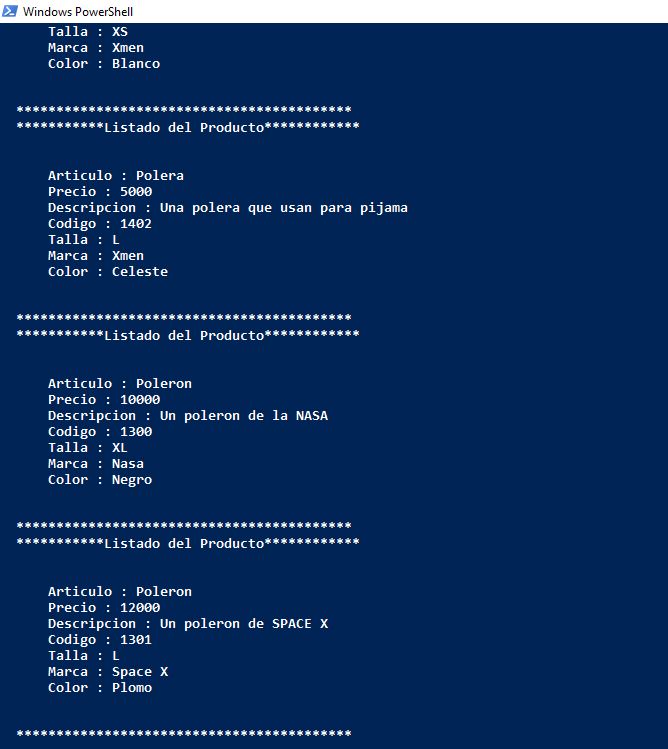 Windows PowerShell
Talla : XS
Marca : Xmen
Color : Blanco
******************************************
***********Listado del Producto************
Articulo : Polera
Precio : 5000
Descripcion : Una polera que usan para pijama
Codigo : 1402
Talla : L
Marca : Xmen
Color : Celeste
******************************************
***********Listado del Producto************
Articulo : Poleron
Precio : 10000
Descripcion : Un poleron de la NASA
Codigo : 1300
Talla : XL
Marca : Nasa
Color : Negro
******************************************
***********Listado del Producto************
Articulo : Poleron
Precio : 12000
Descripcion : Un poleron de SPACE X
Codigo : 1301
Talla : L
Marca : Space X
Color : Plomo
******************************************